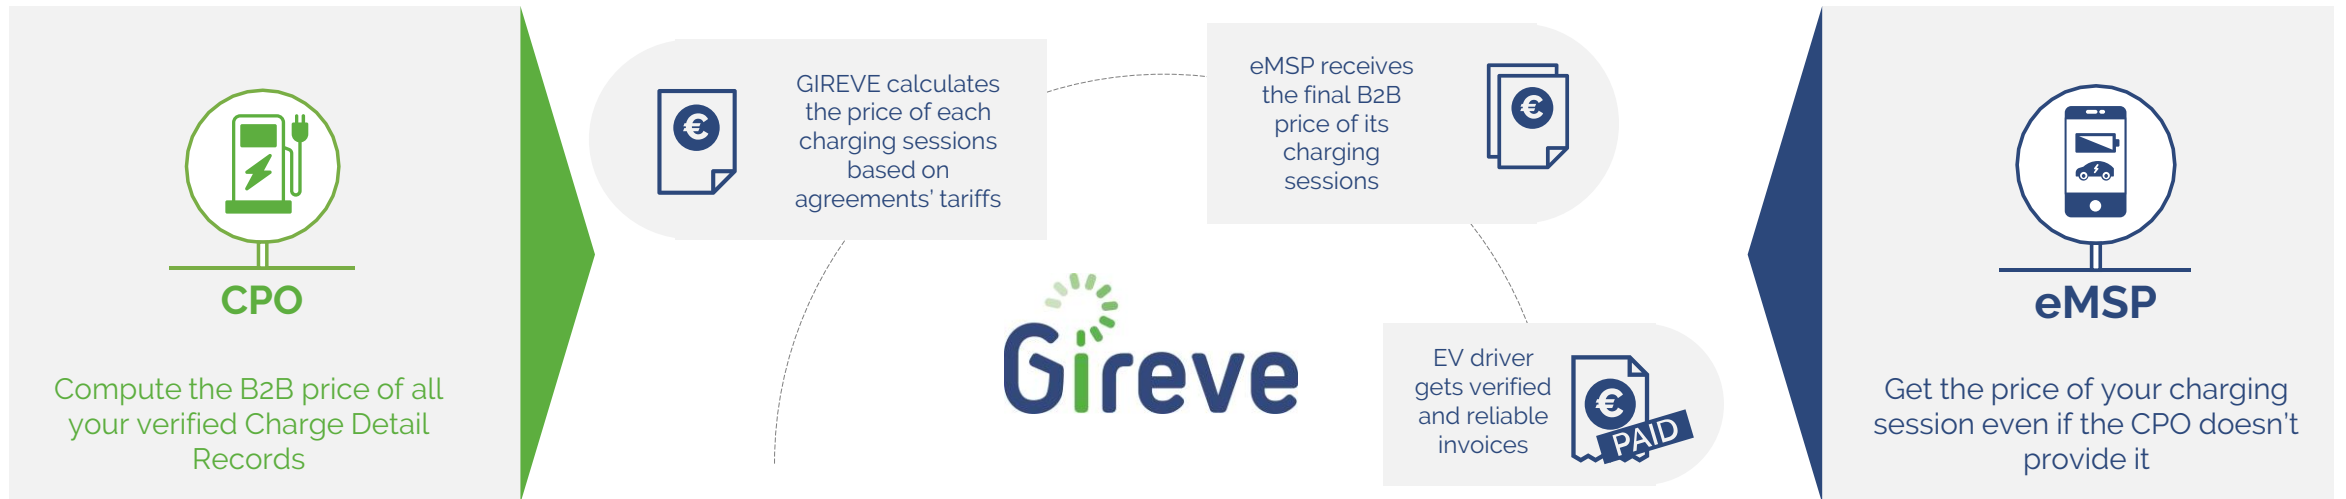 CPO
Compute the B2B price of all
your verified Charge Detail
Records
€
GIREVE calculates
the price of each
charging sessions
based on
agreements' tariffs
eMSP receives
the final B2B
price of its
charging
sessions
€
Gireve
EV driver
gets verified
and reliable
invoices
€
PAID
eMSP
Get the price of your charging
session even if the CPO doesn't
provide it